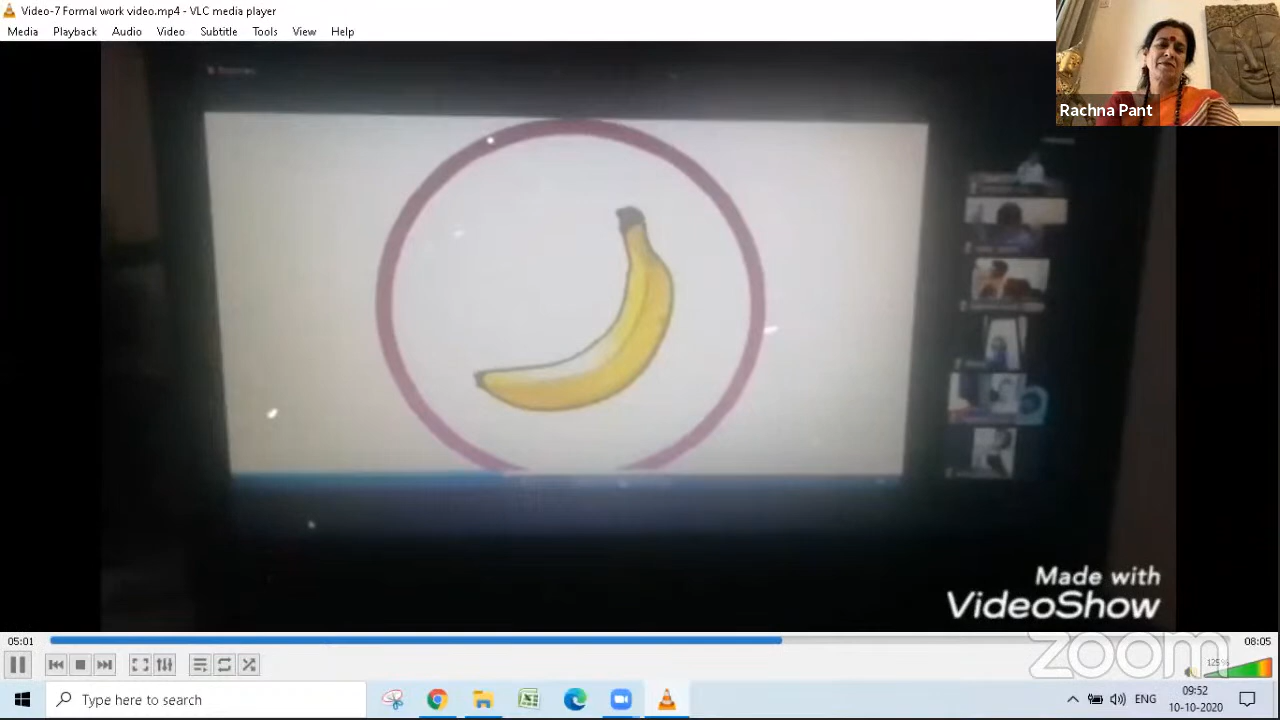 Video-7 Formal work video.mp4 - VLC media player
Media Playback Audio Video Subtitle Tools View Help
Rachna Pant
Made with
VideoShow
05:01
08:05
zoom
125%
Type here to search
ENG
09:52
10-10-2020